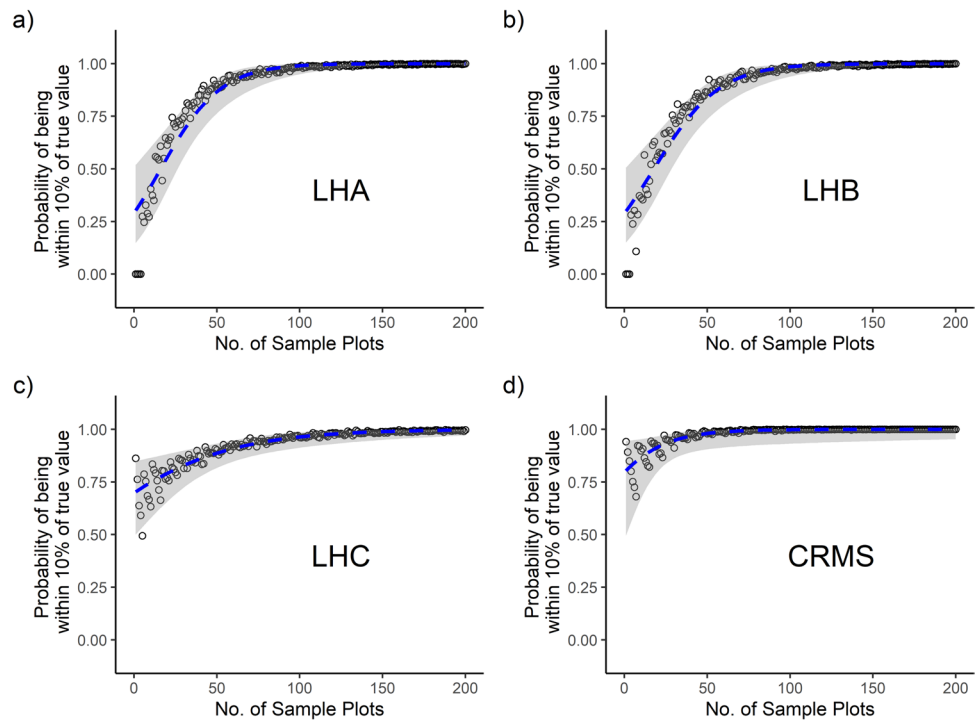 a)
Probability of being
within 10% of true value
1.00
0.75
0.50
0.25
0.00
LHA
0
50
100
150
200
No. of Sample Plots
b)
Probability of being
within 10% of true value
1.00
0.75
0.50
0.25
0.00
LHB
0
50
100
150
200
No. of Sample Plots
c)
Probability of being
within 10% of true value
1.00
0.75
0.50
0.25
0.00
LHC
0
50
100
150
200
No. of Sample Plots
d)
Probability of being
within 10% of true value
1.00
0.75
0.50
0.25
0.00
CRMS
0
50
100
150
200
No. of Sample Plots